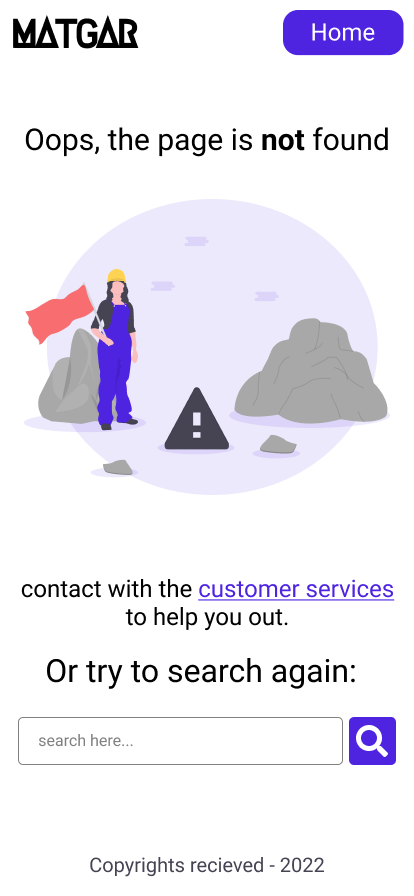 MATGAR
Home
Oops, the page is not found
contact with the customer services
to help you out.
Or try to search again:
search here...
Copyrights recieved - 2022